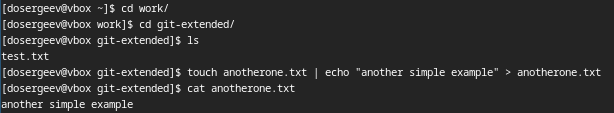 [dosergeev@vbox ~]$ cd work/
[dosergeev@vbox work]$ cd git-extended/
[dosergeev@vbox git-extended]$ ls
test.txt
[dosergeev@vbox git-extended]$ touch anotherone.txt | echo "another simple example" > anotherone.txt
[dosergeev@vbox git-extended]$ cat anotherone.txt
another simple example